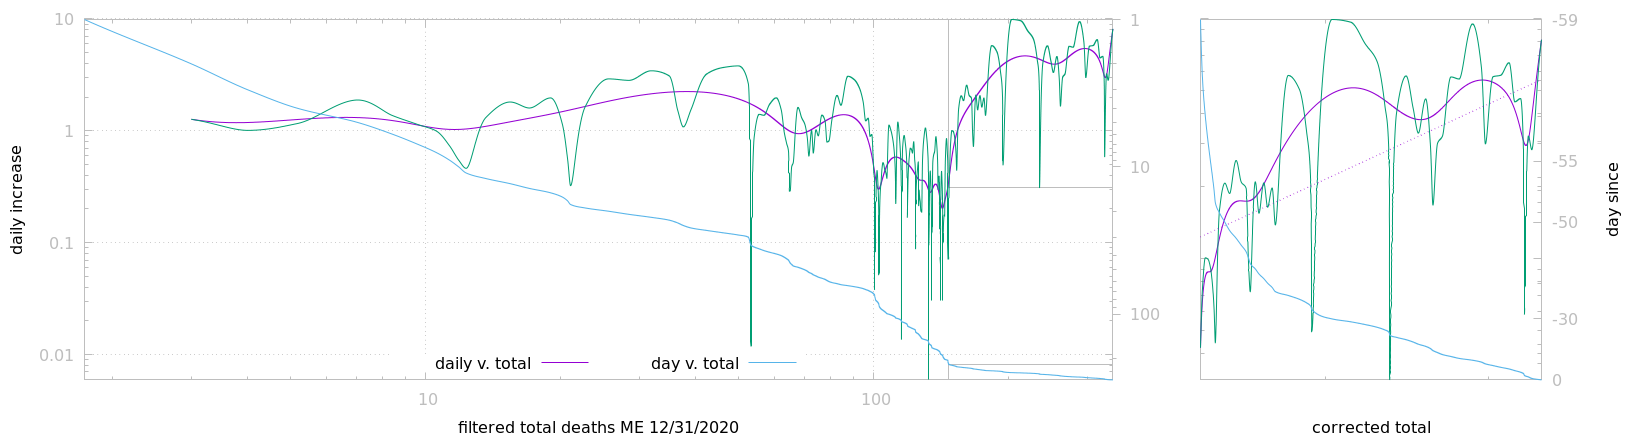 10
1
0.1
0.01
daily increase
daily v. total
day v. total
10
100
filtered total deaths ME 12/31/2020
1
10
100
-59
-55
-50
-30
0
day since
corrected total